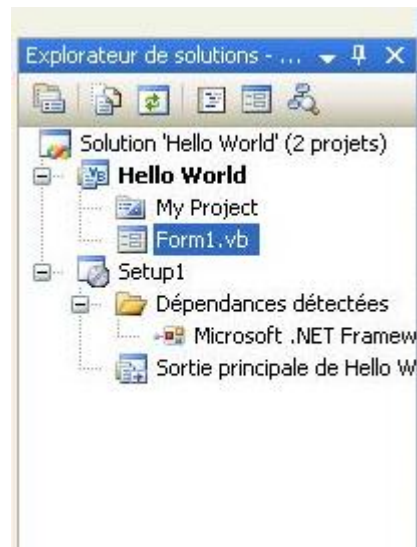 Explorateur de solutions - ...
Solution 'Hello World' (2 projets)
Hello World
My Project
Form1.vb
Setup1
Dépendances détectées
Microsoft .NET Framew
Sortie principale de Hello W